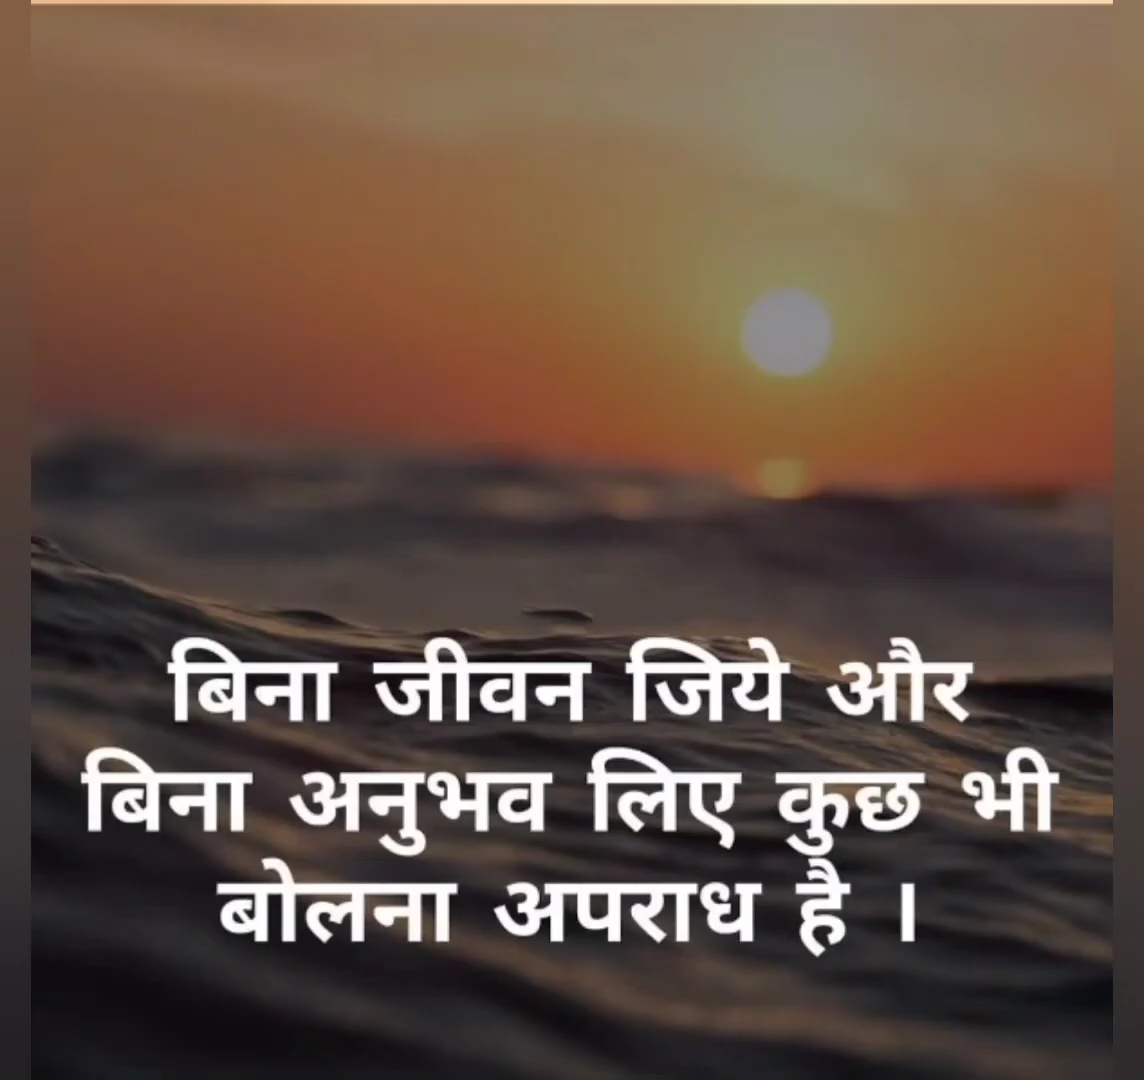 बिना जीवन जिये और
बिना अनुभव लिए कुछ भी
बोलना अपराध है ।